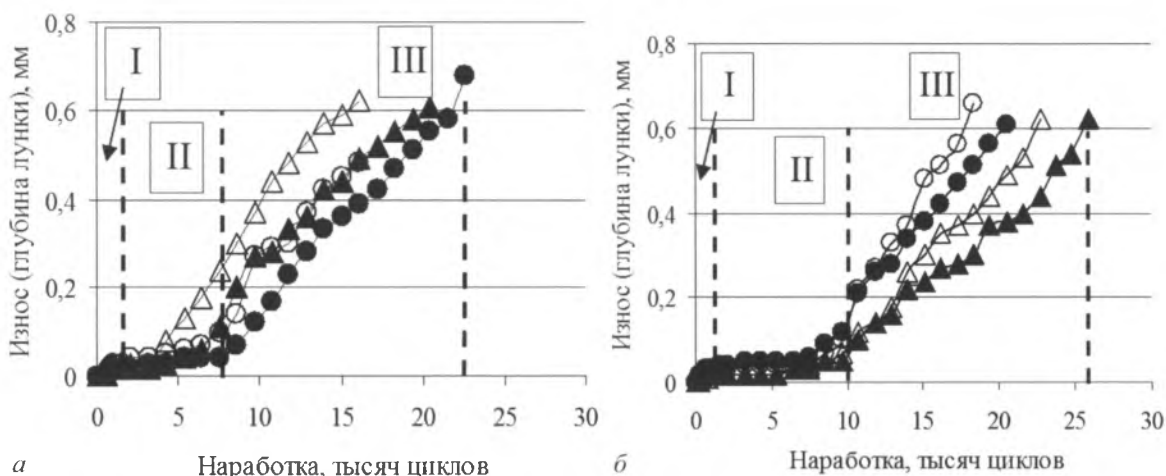 Износ (глубина лунки), мм
0,8
0,6
0,4
0,2
0
I
II
III
0 5 10 15 20 25 30
а Наработка, тысяч циклов
Износ (глубина лунки), мм
0,8
0,6
0,4
0,2
0
I
II
III
0 5 10 15 20 25 30
б Наработка, тысяч циклов